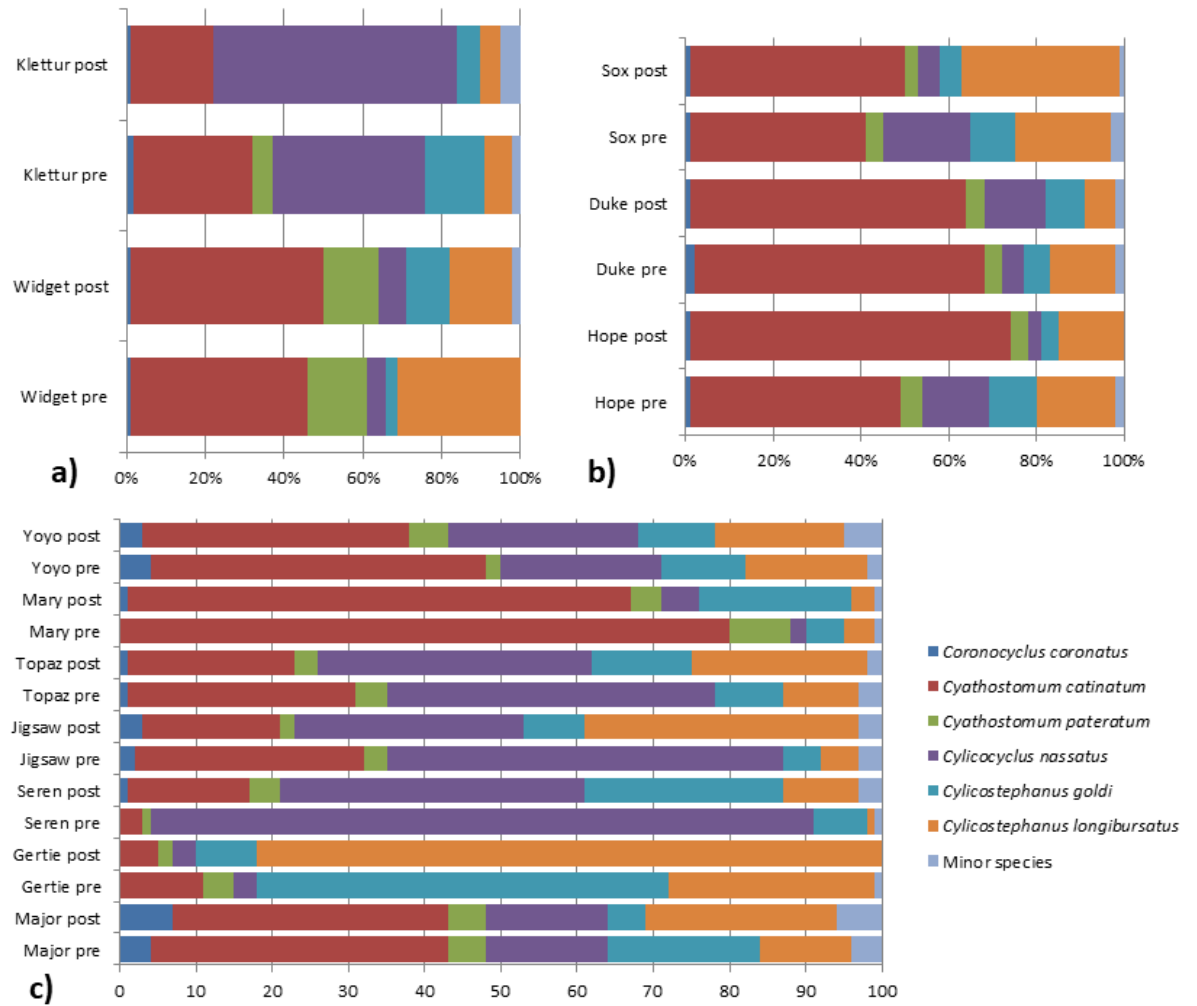 Klettur post
Klettur pre
Widget post
Widget pre
a)
0% 20% 40% 60% 80% 100%
Sox post
Sox pre
Duke post
Duke pre
Hope post
Hope pre
b)
0% 20% 40% 60% 80% 100%
Yoyo post
Yoyo pre
Mary post
Mary pre
Topaz post
Topaz pre
Jigsaw post
Jigsaw pre
Seren post
Seren pre
Gertie post
Gertie pre
Major post
Major pre
c)
0 10 20 30 40 50 60 70 80 90 100
Coronocyclus coronatus
Cyathostomum catinatum
Cyathostomum pateratum
Cylicocyclus nassatus
Cylicostephanus goldi
Cylicostephanus longibursatus
Minor species